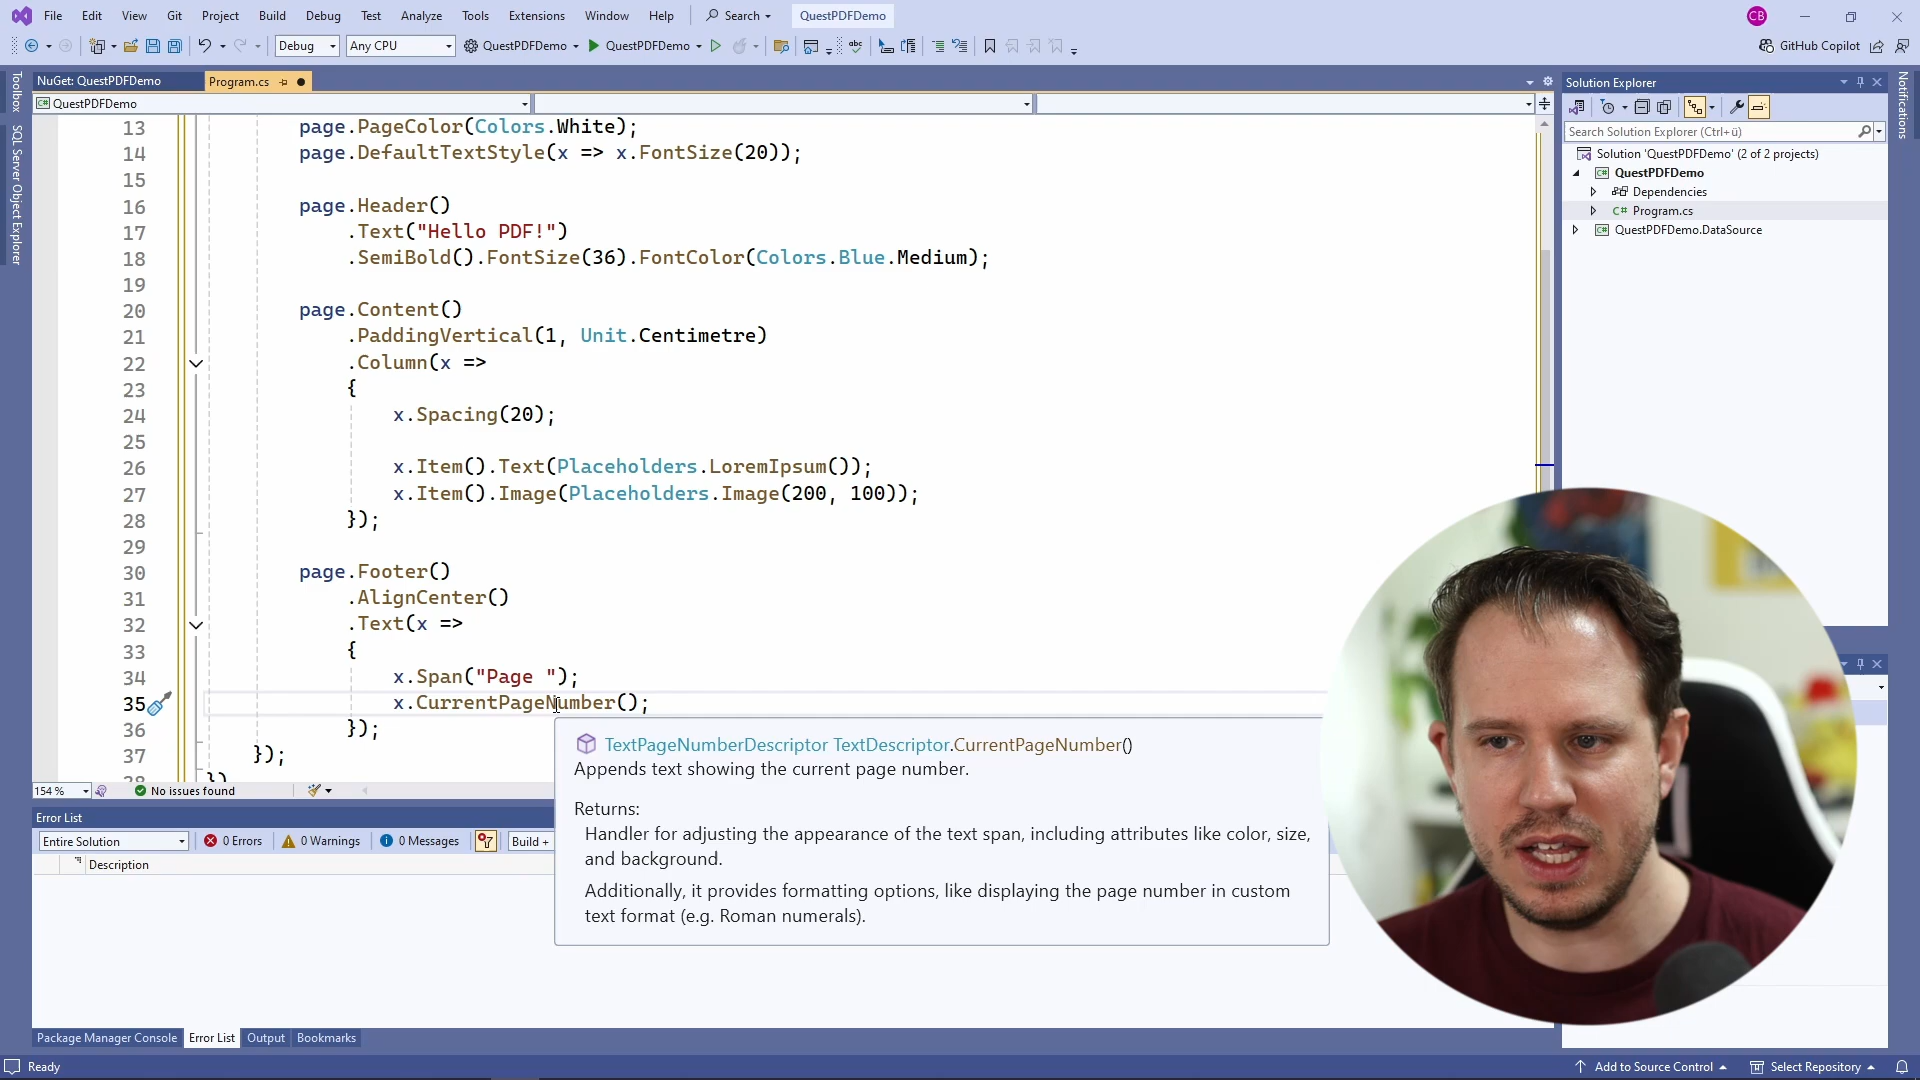 File Edit View Git Project Build Debug Test Analyze Tools Extensions Window Help Search QuestPDFDemo CB
Debug Any CPU QuestPDFDemo QuestPDFDemo GitHub Copilot
Toolbox
SQL Server Object Explorer
NuGet: QuestPDFDemo Program.cs
QuestPDFDemo
13 page.PageColor(Colors.White);
14 page.DefaultTextStyle(x => x.FontSize(20));
15
16 page.Header()
17 .Text("Hello PDF!")
18 .SemiBold().FontSize(36).FontColor(Colors.Blue.Medium);
19
20 page.Content()
21 .PaddingVertical(1, Unit.Centimetre)
22 .Column(x =>
23 {
24 x.Spacing(20);
25
26 x.Item().Text(Placeholders.LoremIpsum());
27 x.Item().Image(Placeholders.Image(200, 100));
28 });
29
30 page.Footer()
31 .AlignCenter()
32 .Text(x =>
33 {
34 x.Span("Page ");
35 x.CurrentPageNumber();
36 });
37 });
38 })
TextPageNumberDescriptor TextDescriptor.CurrentPageNumber()
Appends text showing the current page number.
Returns:
Handler for adjusting the appearance of the text span, including attributes like color, size,
and background.
Additionally, it provides formatting options, like displaying the page number in custom
text format (e.g. Roman numerals).
154 % No issues found
Error List
Entire Solution 0 Errors 0 Warnings 0 Messages Build +
Description
Package Manager Console Error List Output Bookmarks
Ready Add to Source Control Select Repository
Solution Explorer
Search Solution Explorer (Ctrl+ü)
Solution 'QuestPDFDemo' (2 of 2 projects)
QuestPDFDemo
Dependencies
C# Program.cs
QuestPDFDemo.DataSource
Notifications